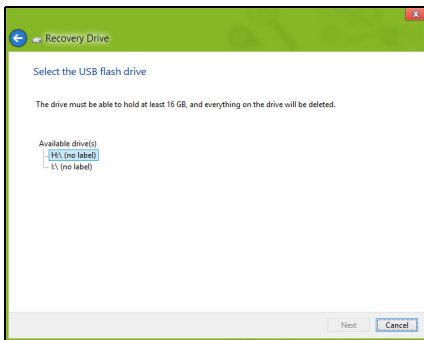 Recovery Drive
Select the USB flash drive
The drive must be able to hold at least 16 GB, and everything on the drive will be deleted.
Available drive(s)
H:\ (no label)
I:\ (no label)
Next
Cancel